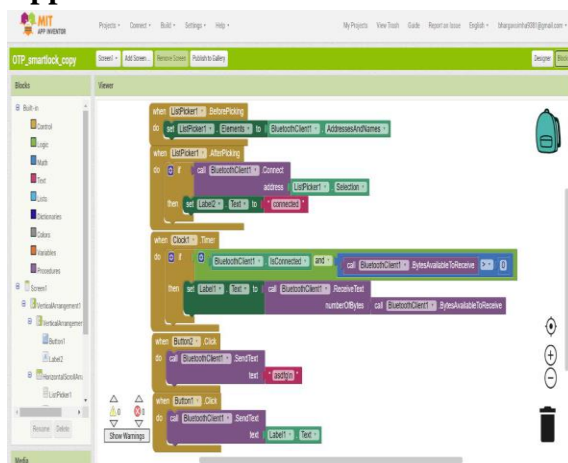 MIT
APP INVENTOR
Projects Connect Build Settings Help
My Projects View Trash Guide Report an Issue English
OTP_smartlock_copy
Screen1 Add Screen... Remove Screen Publish to Gallery
Designer
Blocks
Viewer
Built-in
Control
Logic
Math
Text
Lists
Dictionaries
Colors
Variables
Procedures
Screen1
VerticalArrangement1
Button1
Label2
ListPicker1
Rename Delete
Media
when ListPicker1 .BeforePicking
do set ListPicker1 . Elements to BluetoothClient1 . AddressesAndNames
when ListPicker1 .AfterPicking
do if call BluetoothClient1 .Connect
address ListPicker1 . Selection
then set Label2 . Text to " connected "
when Clock1 .Timer
do if BluetoothClient1 . IsConnected and call BluetoothClient1 .BytesAvailableToReceive > 0
then set Label1 . Text to call BluetoothClient1 .ReceiveText
numberOfBytes call BluetoothClient1 .BytesAvailableToReceive
when Button2 .Click
do call BluetoothClient1 .SendText
text
when Button1 .Click
do call BluetoothClient1 .SendText
text Label1 . Text
0 0
Show Warnings